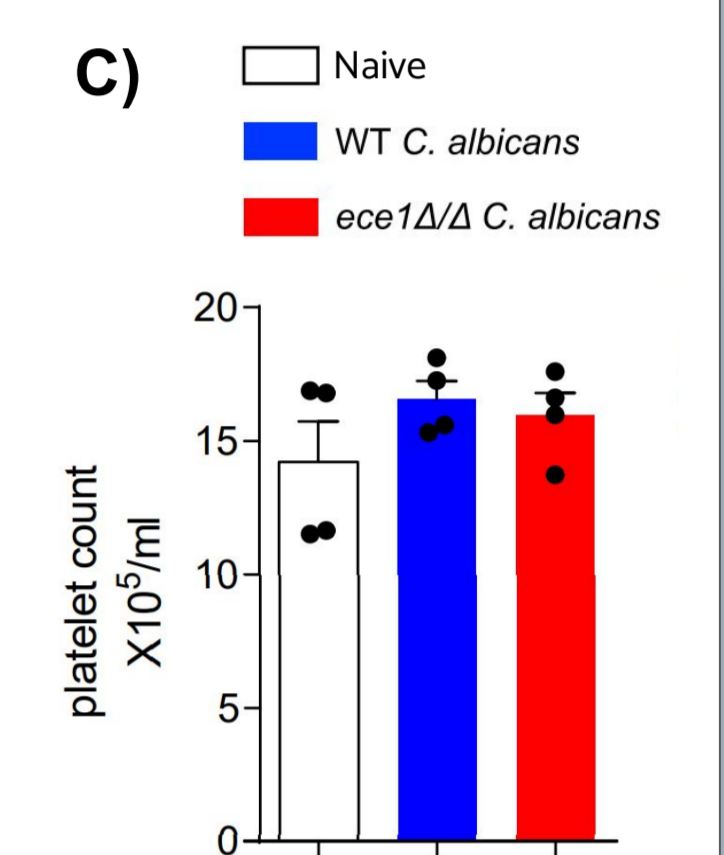 C)
Naive
WT C. albicans
ece1Δ/Δ C. albicans
platelet count
X10⁵/ml
20
15
10
5
0